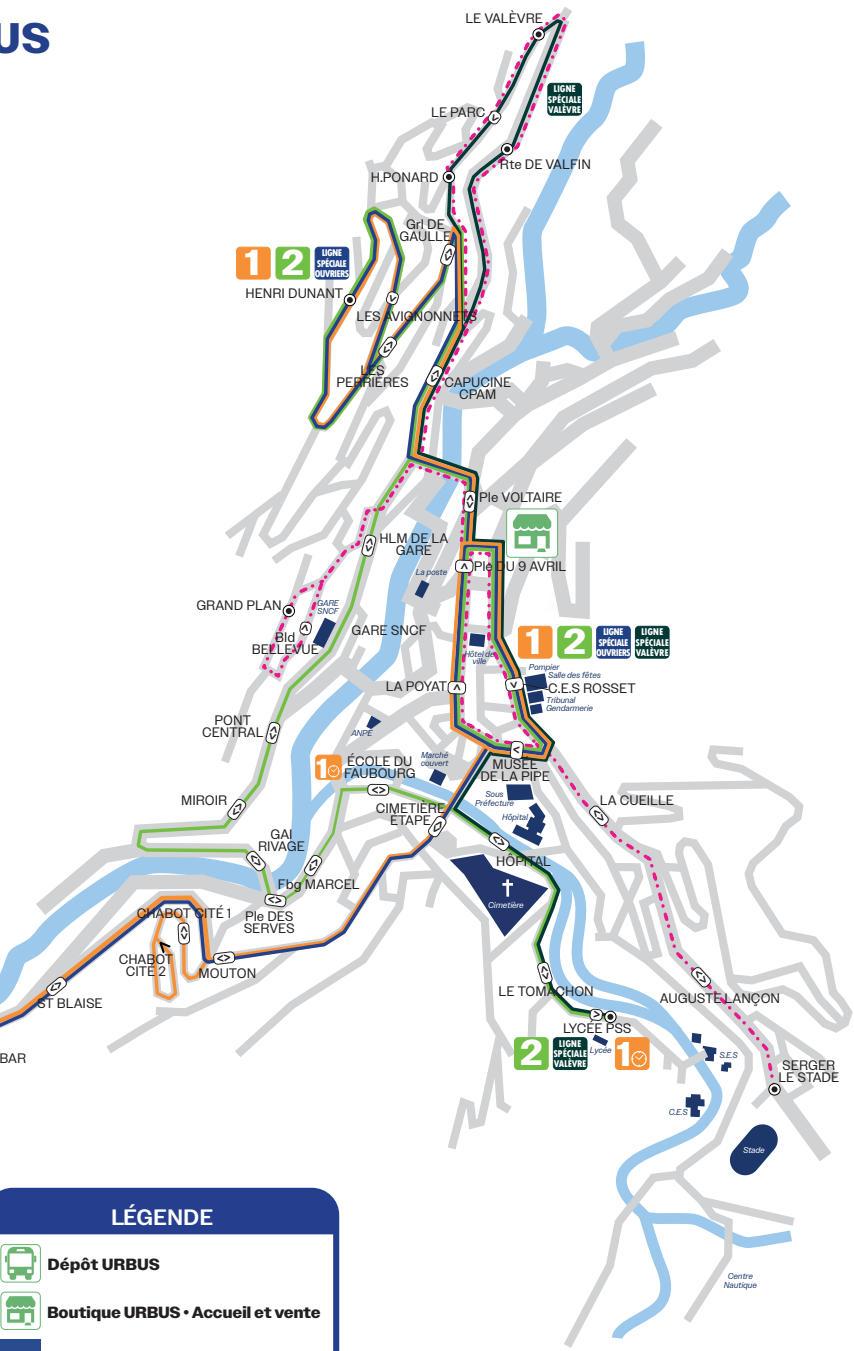 US
LE VALÈVRE
LIGNE
SPÉCIALE
VALÈVRE
LE PARC
Rte DE VALFIN
H.PONARD
Grl DE
GAULLE
1 2 LIGNE
SPÉCIALE
OUVRIERS
HENRI DUNANT
LES AVIGNONNETS
LES
PERRIÈRES
CAPUCINE
CPAM
Ple VOLTAIRE
HLM DE LA
GARE
Ple DU 9 AVRIL
La poste
GRAND PLAN
GARE
SNCF
Bld
BELLEVUE
GARE SNCF
Hôtel de
ville
1 2 LIGNE
SPÉCIALE
OUVRIERS
LIGNE
SPÉCIALE
VALÈVRE
Pompier
Salle des fêtes
C.E.S ROSSET
Tribunal
Gendarmerie
LA POYAT
PONT
CENTRAL
ANPE
1 ÉCOLE DU
FAUBOURG
Marché
couvert
MUSÉE
DE LA PIPE
Sous
Préfecture
Hôpital
LA CUEILLE
MIROIR
CIMETIÈRE
ETAPE
GAI
RIVAGE
HÔPITAL
Fbg MARCEL
Cimetière
CHABOT CITÉ 1
Ple DES
SERVES
CHABOT
CITÉ 2
MOUTON
ST BLAISE
LE TOMACHON
AUGUSTE LANÇON
LYCÉE PSS
2 LIGNE
SPÉCIALE
VALÈVRE
Lycée
1
BAR
S.E.S
SERGER
LE STADE
C.E.S
Stade
Centre
Nautique
LÉGENDE
Dépôt URBUS
Boutique URBUS • Accueil et vente